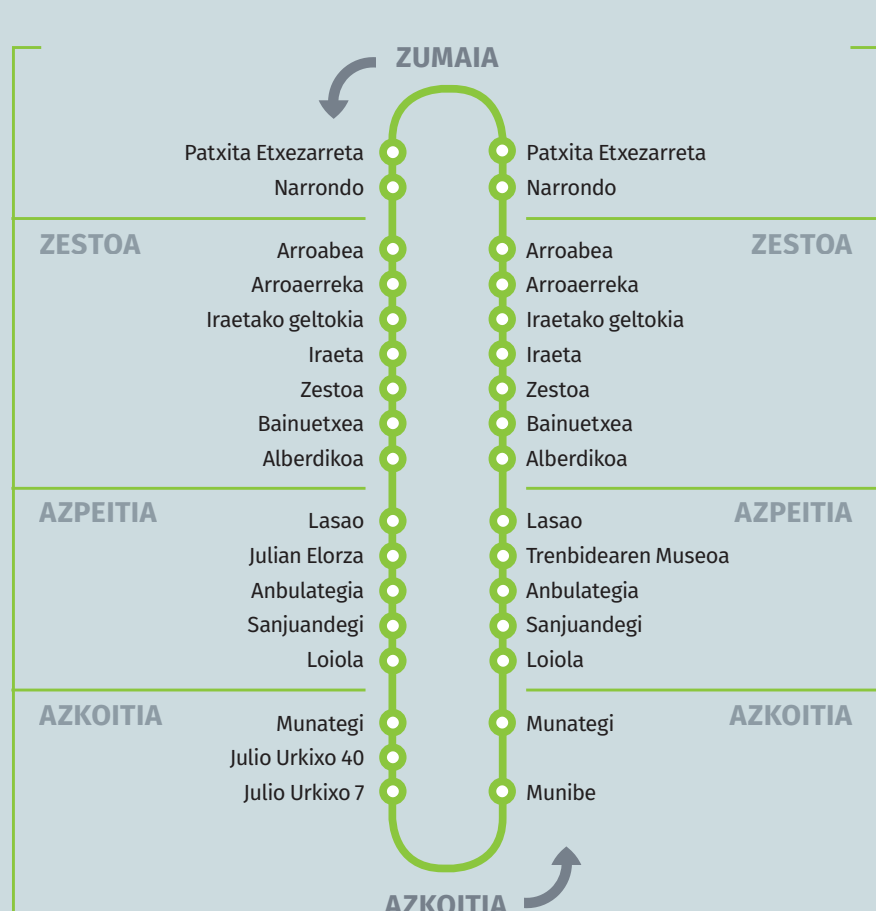 ZUMAIA
Patxita Etxezarreta
Narrondo
ZESTOA
Arroabea
Arroaerreka
Iraetako geltokia
Iraeta
Zestoa
Bainuetxea
Alberdikoa
AZPEITIA
Lasao
Julian Elorza
Anbulategia
Sanjuandegi
Loiola
AZKOITIA
Munategi
Julio Urkixo 40
Julio Urkixo 7
Patxita Etxezarreta
Narrondo
ZESTOA
Arroabea
Arroaerreka
Iraetako geltokia
Iraeta
Zestoa
Bainuetxea
Alberdikoa
AZPEITIA
Lasao
Trenbidearen Museoa
Anbulategia
Sanjuandegi
Loiola
AZKOITIA
Munategi
Munibe
AZKOITIA